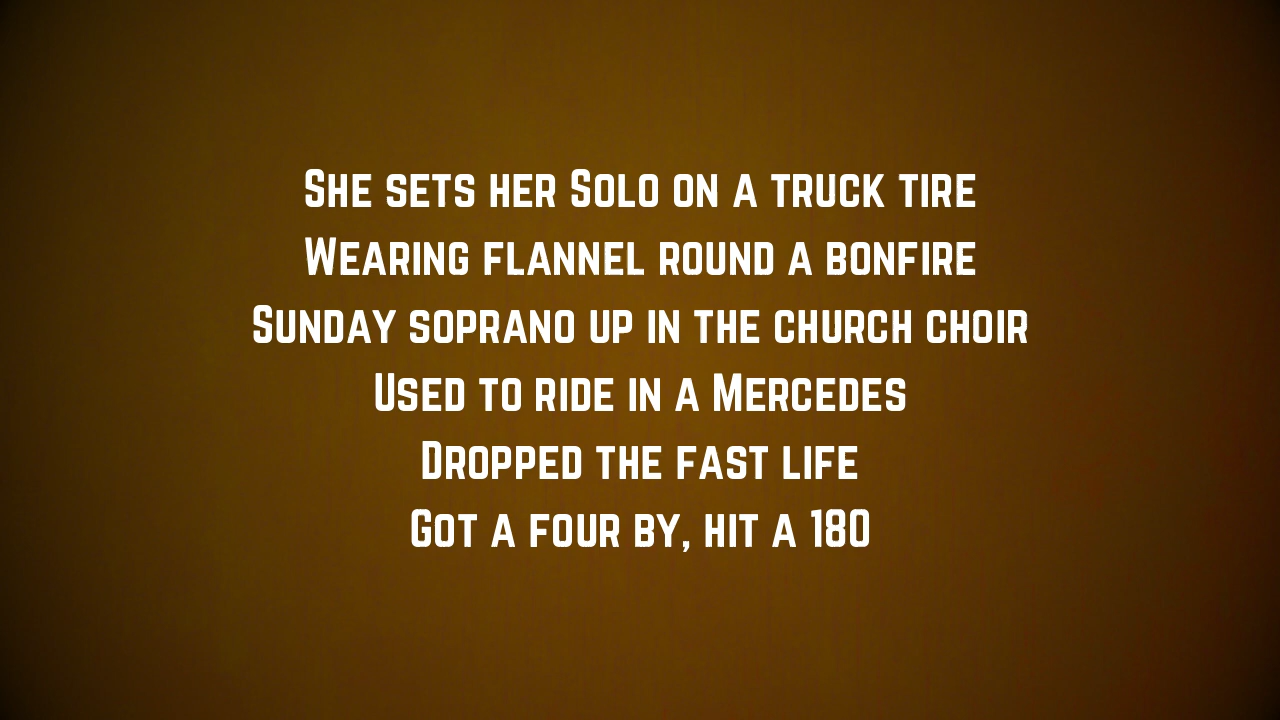 She sets her Solo on a truck tire
Wearing flannel round a bonfire
Sunday soprano up in the church choir
Used to ride in a Mercedes
Dropped the fast life
Got a four by, hit a 180